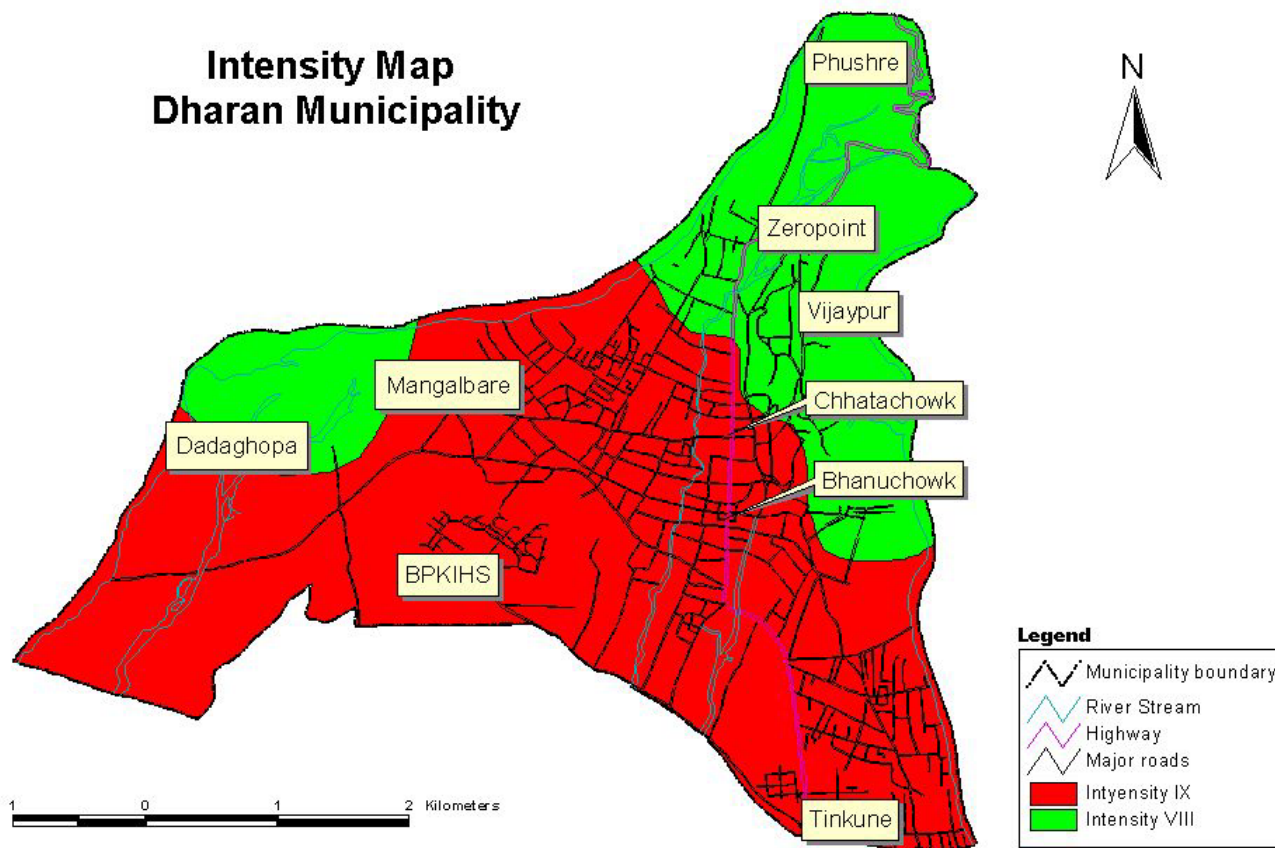 Intensity Map
Dharan Municipality
Phushre
N
Zeropoint
Vijaypur
Mangalbare
Chhatachowk
Dadaghopa
Bhanuchowk
BPKIHS
Tinkune
1 0 1 2 Kilometers
Legend
Municipality boundary
River Stream
Highway
Major roads
Intyensity IX
Intensity VIII